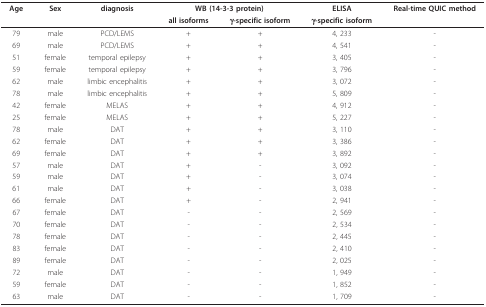 Age Sex diagnosis WB (14-3-3 protein) ELISA Real-time QUIC method
all isoforms γ-specific isoform γ-specific isoform
79 male PCD/LEMS + + 4, 233 -
69 male PCD/LEMS + + 4, 541 -
51 female temporal epilepsy + + 3, 405 -
59 female temporal epilepsy + + 3, 796 -
62 male limbic encephalitis + + 3, 072 -
78 male limbic encephalitis + + 5, 809 -
42 female MELAS + + 4, 912 -
25 female MELAS + + 5, 227 -
78 male DAT + + 3, 110 -
62 female DAT + + 3, 386 -
69 female DAT + + 3, 892 -
57 male DAT + - 3, 092 -
59 male DAT + - 3, 074 -
61 male DAT + - 3, 038 -
66 female DAT + - 2, 941 -
67 female DAT - - 2, 569 -
70 female DAT - - 2, 534 -
78 female DAT - - 2, 445 -
83 female DAT - - 2, 410 -
89 female DAT - - 2, 025 -
72 male DAT - - 1, 949 -
59 female DAT - - 1, 852 -
63 male DAT - - 1, 709 -